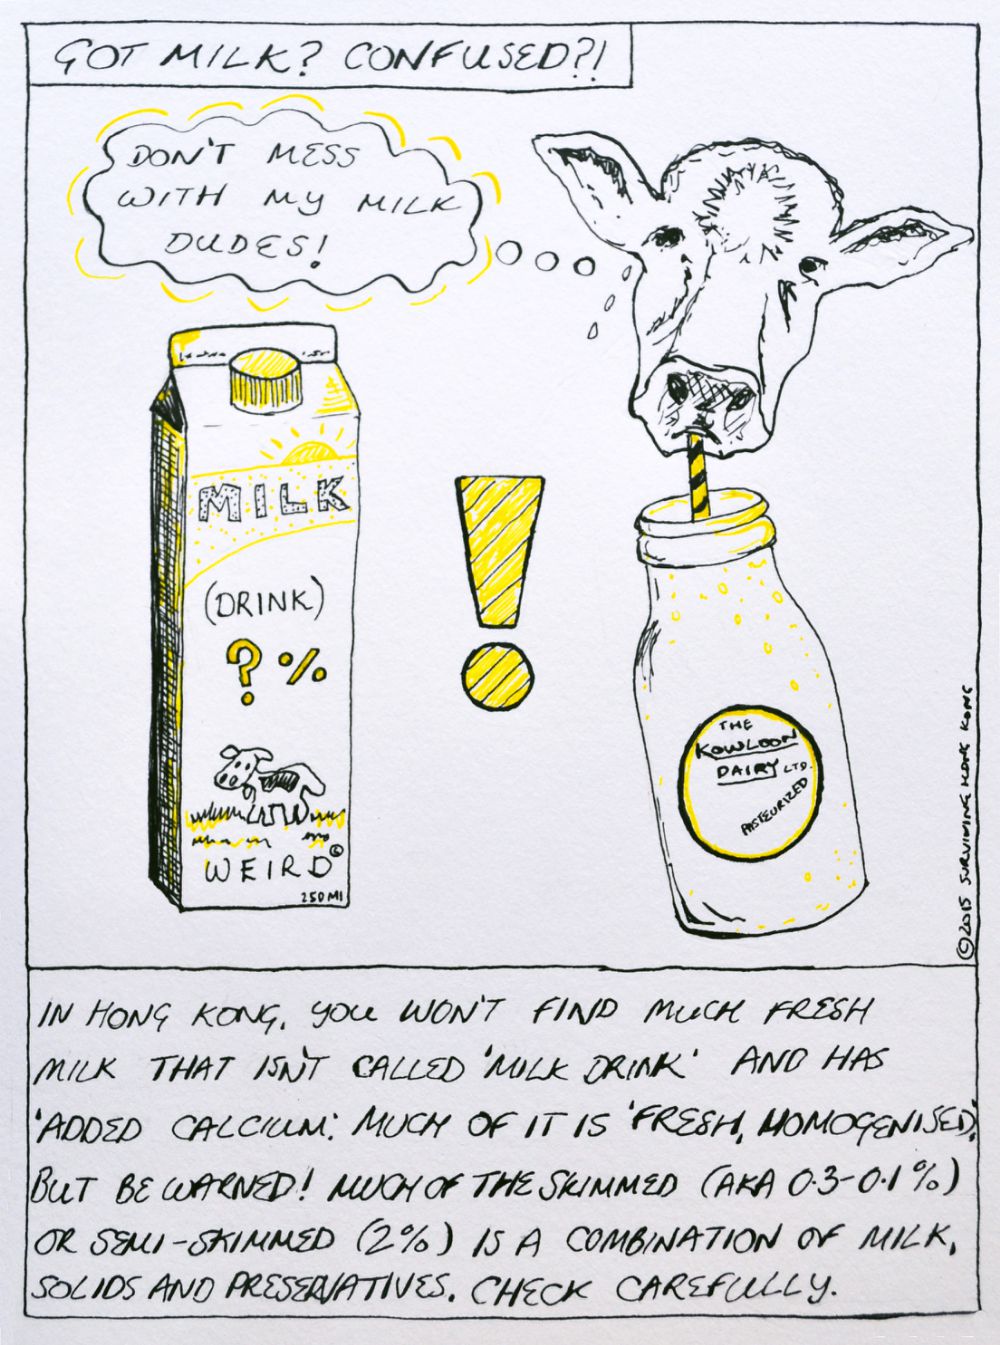 GOT MILK? CONFUSED?!
DON'T MESS
WITH MY MILK
DUDES!
MILK
(DRINK)
? %
WEIRD©
250Ml
!
THE
KOWLOON
DAIRY LTD.
PASTEURIZED
©2015 SURVIVING HONG KONG
IN HONG KONG, YOU WON'T FIND MUCH FRESH
MILK THAT ISN'T CALLED 'MILK DRINK' AND HAS
'ADDED CALCIUM'. MUCH OF IT IS 'FRESH, HOMOGENISED'.
BUT BE WARNED! MUCH OF THE SKIMMED (AKA 0.3-0.1%)
OR SEMI-SKIMMED (2%) IS A COMBINATION OF MILK,
SOLIDS AND PRESERVATIVES. CHECK CAREFULLY.